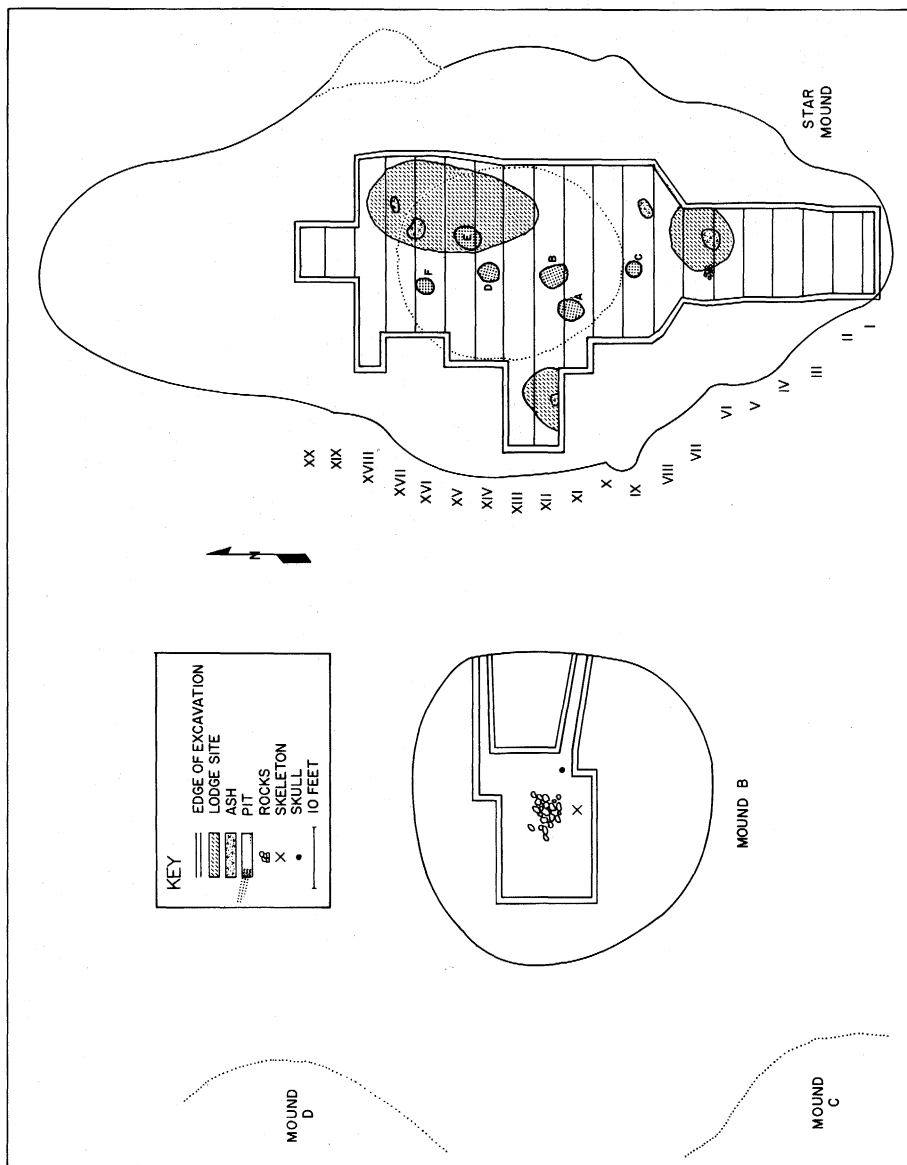 KEY
EDGE OF EXCAVATION
LODGE SITE
ASH
PIT
ROCKS
SKELETON
SKULL
10 FEET
N
STAR
MOUND
XX
XIX
XVIII
XVII
XVI
XV
XIV
XIII
XII
XI
X
IX
VIII
VII
VI
V
IV
III
II
I
F
E
D
B
A
C
MOUND B
MOUND
D
MOUND
C